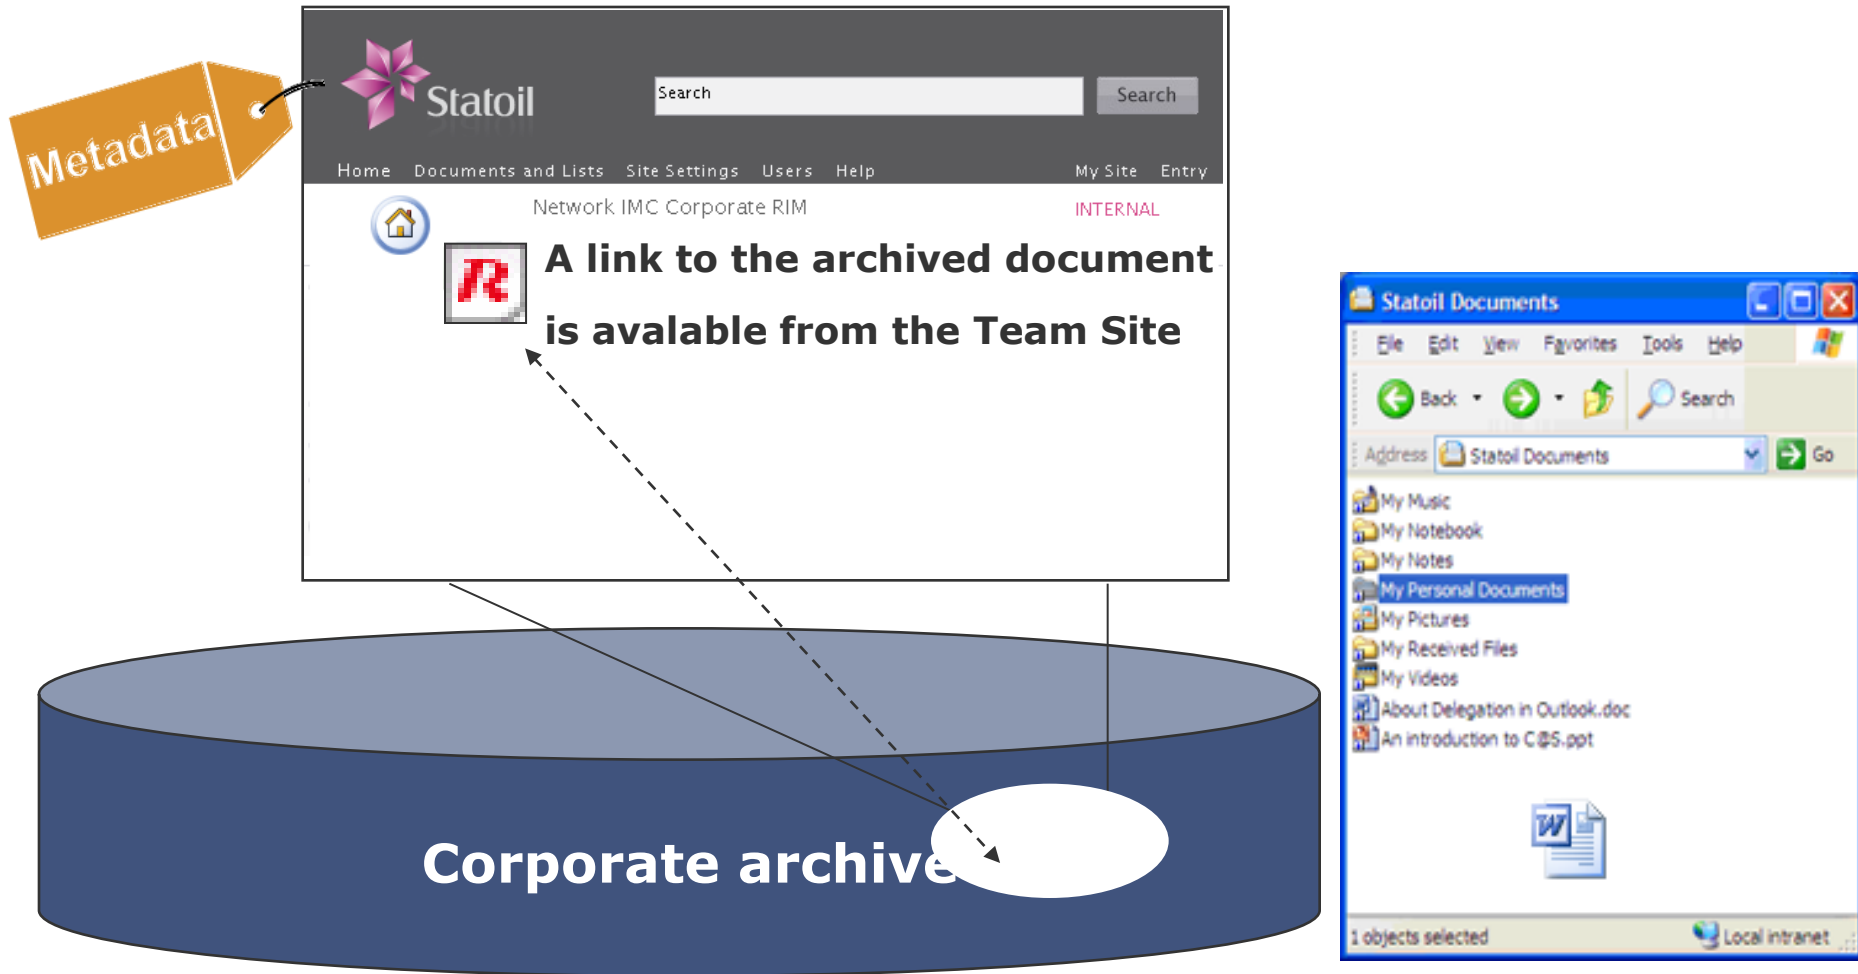 Metadata
Statoil
Search
Search
Home Documents and Lists Site Settings Users Help My Site Entry
Network IMC Corporate RIM INTERNAL
R
A link to the archived document
is avalable from the Team Site
Corporate archive
Statoil Documents
File Edit View Favorites Tools Help
Back Search
Address Statoil Documents Go
My Music
My Notebook
My Notes
My Personal Documents
My Pictures
My Received Files
My Videos
About Delegation in Outlook.doc
An introduction to C@S.ppt
W
1 objects selected Local intranet